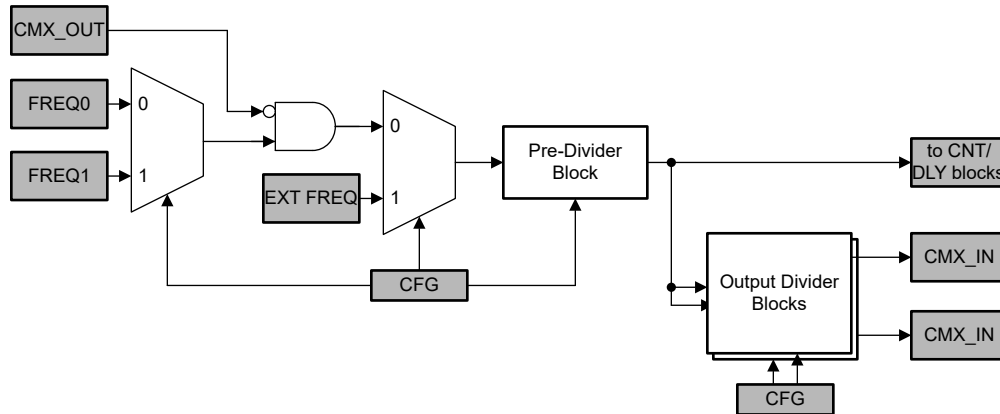 CMX_OUT
FREQ0
0
FREQ1
1
0
EXT FREQ
1
Pre-Divider
Block
to CNT/
DLY blocks
CFG
Output Divider
Blocks
CMX_IN
CMX_IN
CFG